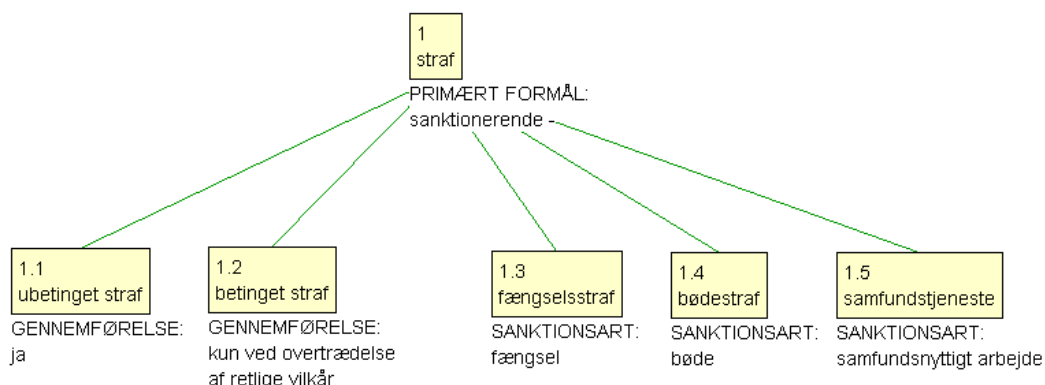 1
straf
PRIMÆRT FORMÅL:
sanktionerende -
1.1
ubetinget straf
GENNEMFØRELSE:
ja
1.2
betinget straf
GENNEMFØRELSE:
kun ved overtrædelse
af retlige vilkår
1.3
fængselsstraf
SANKTIONSART:
fængsel
1.4
bødestraf
SANKTIONSART:
bøde
1.5
samfundstjeneste
SANKTIONSART:
samfundsnyttigt arbejde